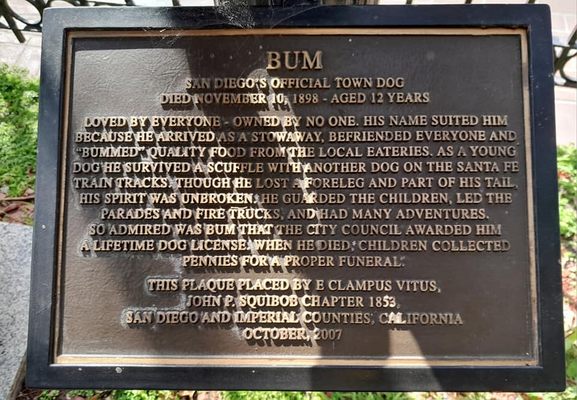 BUM
SAN DIEGO'S OFFICIAL TOWN DOG
DIED NOVEMBER 10, 1898 - AGED 12 YEARS
LOVED BY EVERYONE - OWNED BY NO ONE. HIS NAME SUITED HIM
BECAUSE HE ARRIVED AS A STOWAWAY, BEFRIENDED EVERYONE AND
"BUMMED" QUALITY FOOD FROM THE LOCAL EATERIES. AS A YOUNG
DOG HE SURVIVED A SCUFFLE WITH ANOTHER DOG ON THE SANTA FE
TRAIN TRACKS. THOUGH HE LOST A FORELEG AND PART OF HIS TAIL,
HIS SPIRIT WAS UNBROKEN. HE GUARDED THE CHILDREN, LED THE
PARADES AND FIRE TRUCKS, AND HAD MANY ADVENTURES.
SO ADMIRED WAS BUM THAT THE CITY COUNCIL AWARDED HIM
A LIFETIME DOG LICENSE. WHEN HE DIED, CHILDREN COLLECTED
PENNIES FOR A PROPER FUNERAL.
THIS PLAQUE PLACED BY E CLAMPUS VITUS,
JOHN P. SQUIBOB CHAPTER 1853,
SAN DIEGO AND IMPERIAL COUNTIES, CALIFORNIA
OCTOBER, 2007